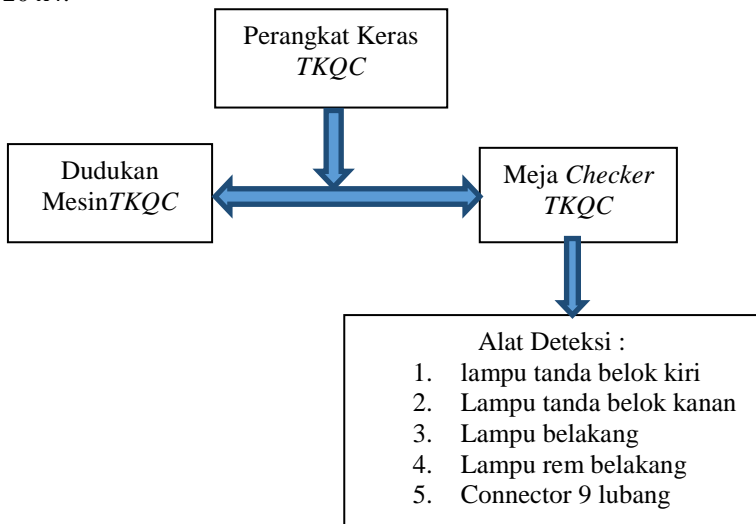 Perangkat Keras
TKQC
Dudukan
MesinTKQC
Meja Checker
TKQC
Alat Deteksi :
1. lampu tanda belok kiri
2. Lampu tanda belok kanan
3. Lampu belakang
4. Lampu rem belakang
5. Connector 9 lubang